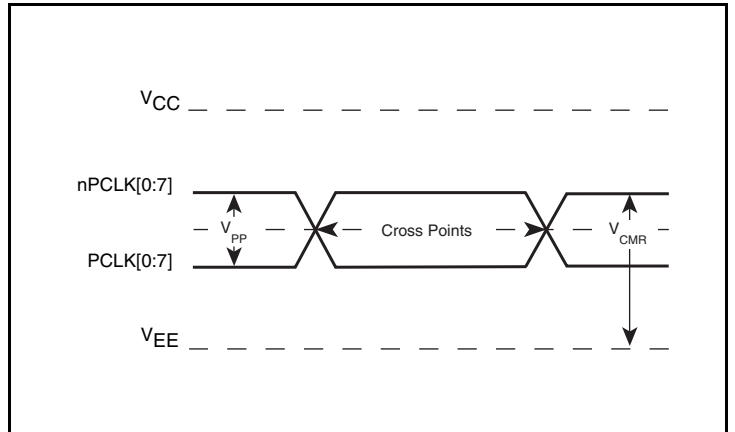 VCC
nPCLK[0:7]
VPP
Cross Points
VCMR
PCLK[0:7]
VEE